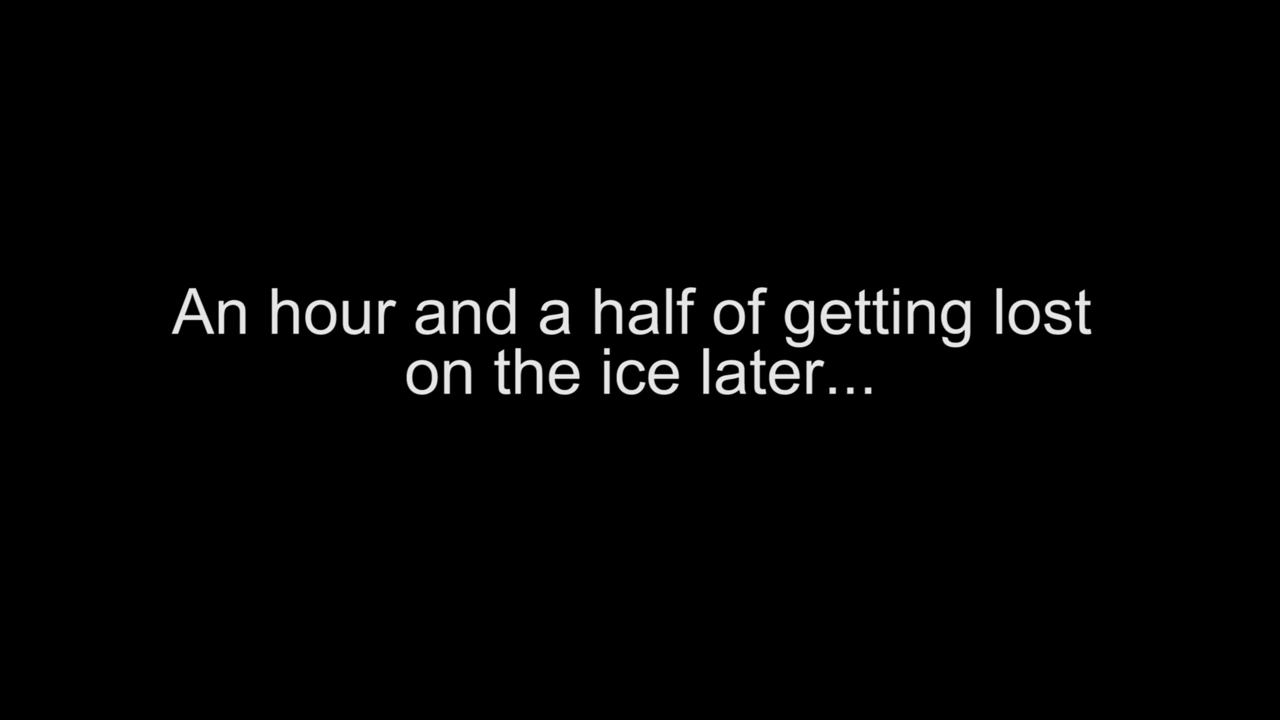 An hour and a half of getting lost
on the ice later...